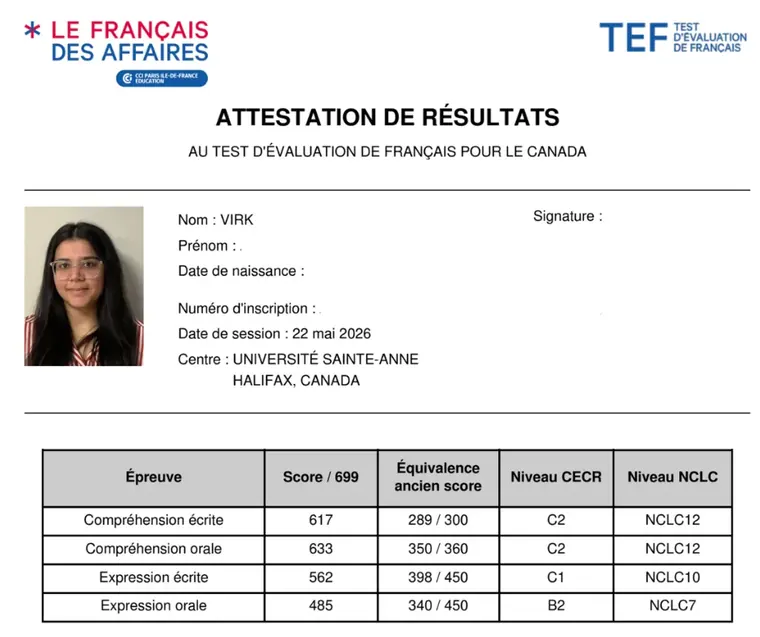 LE FRANÇAIS
DES AFFAIRES
CCI PARIS ILE-DE-FRANCE
EDUCATION
TEF TEST
D'ÉVALUATION
DE FRANÇAIS
ATTESTATION DE RÉSULTATS
AU TEST D'ÉVALUATION DE FRANÇAIS POUR LE CANADA
Nom : VIRK
Signature :
Prénom :
Date de naissance :
Numéro d'inscription :
Date de session : 22 mai 2026
Centre : UNIVERSITÉ SAINTE-ANNE
HALIFAX, CANADA
Épreuve Score / 699 Équivalence ancien score Niveau CECR Niveau NCLC
Compréhension écrite 617 289 / 300 C2 NCLC12
Compréhension orale 633 350 / 360 C2 NCLC12
Expression écrite 562 398 / 450 C1 NCLC10
Expression orale 485 340 / 450 B2 NCLC7